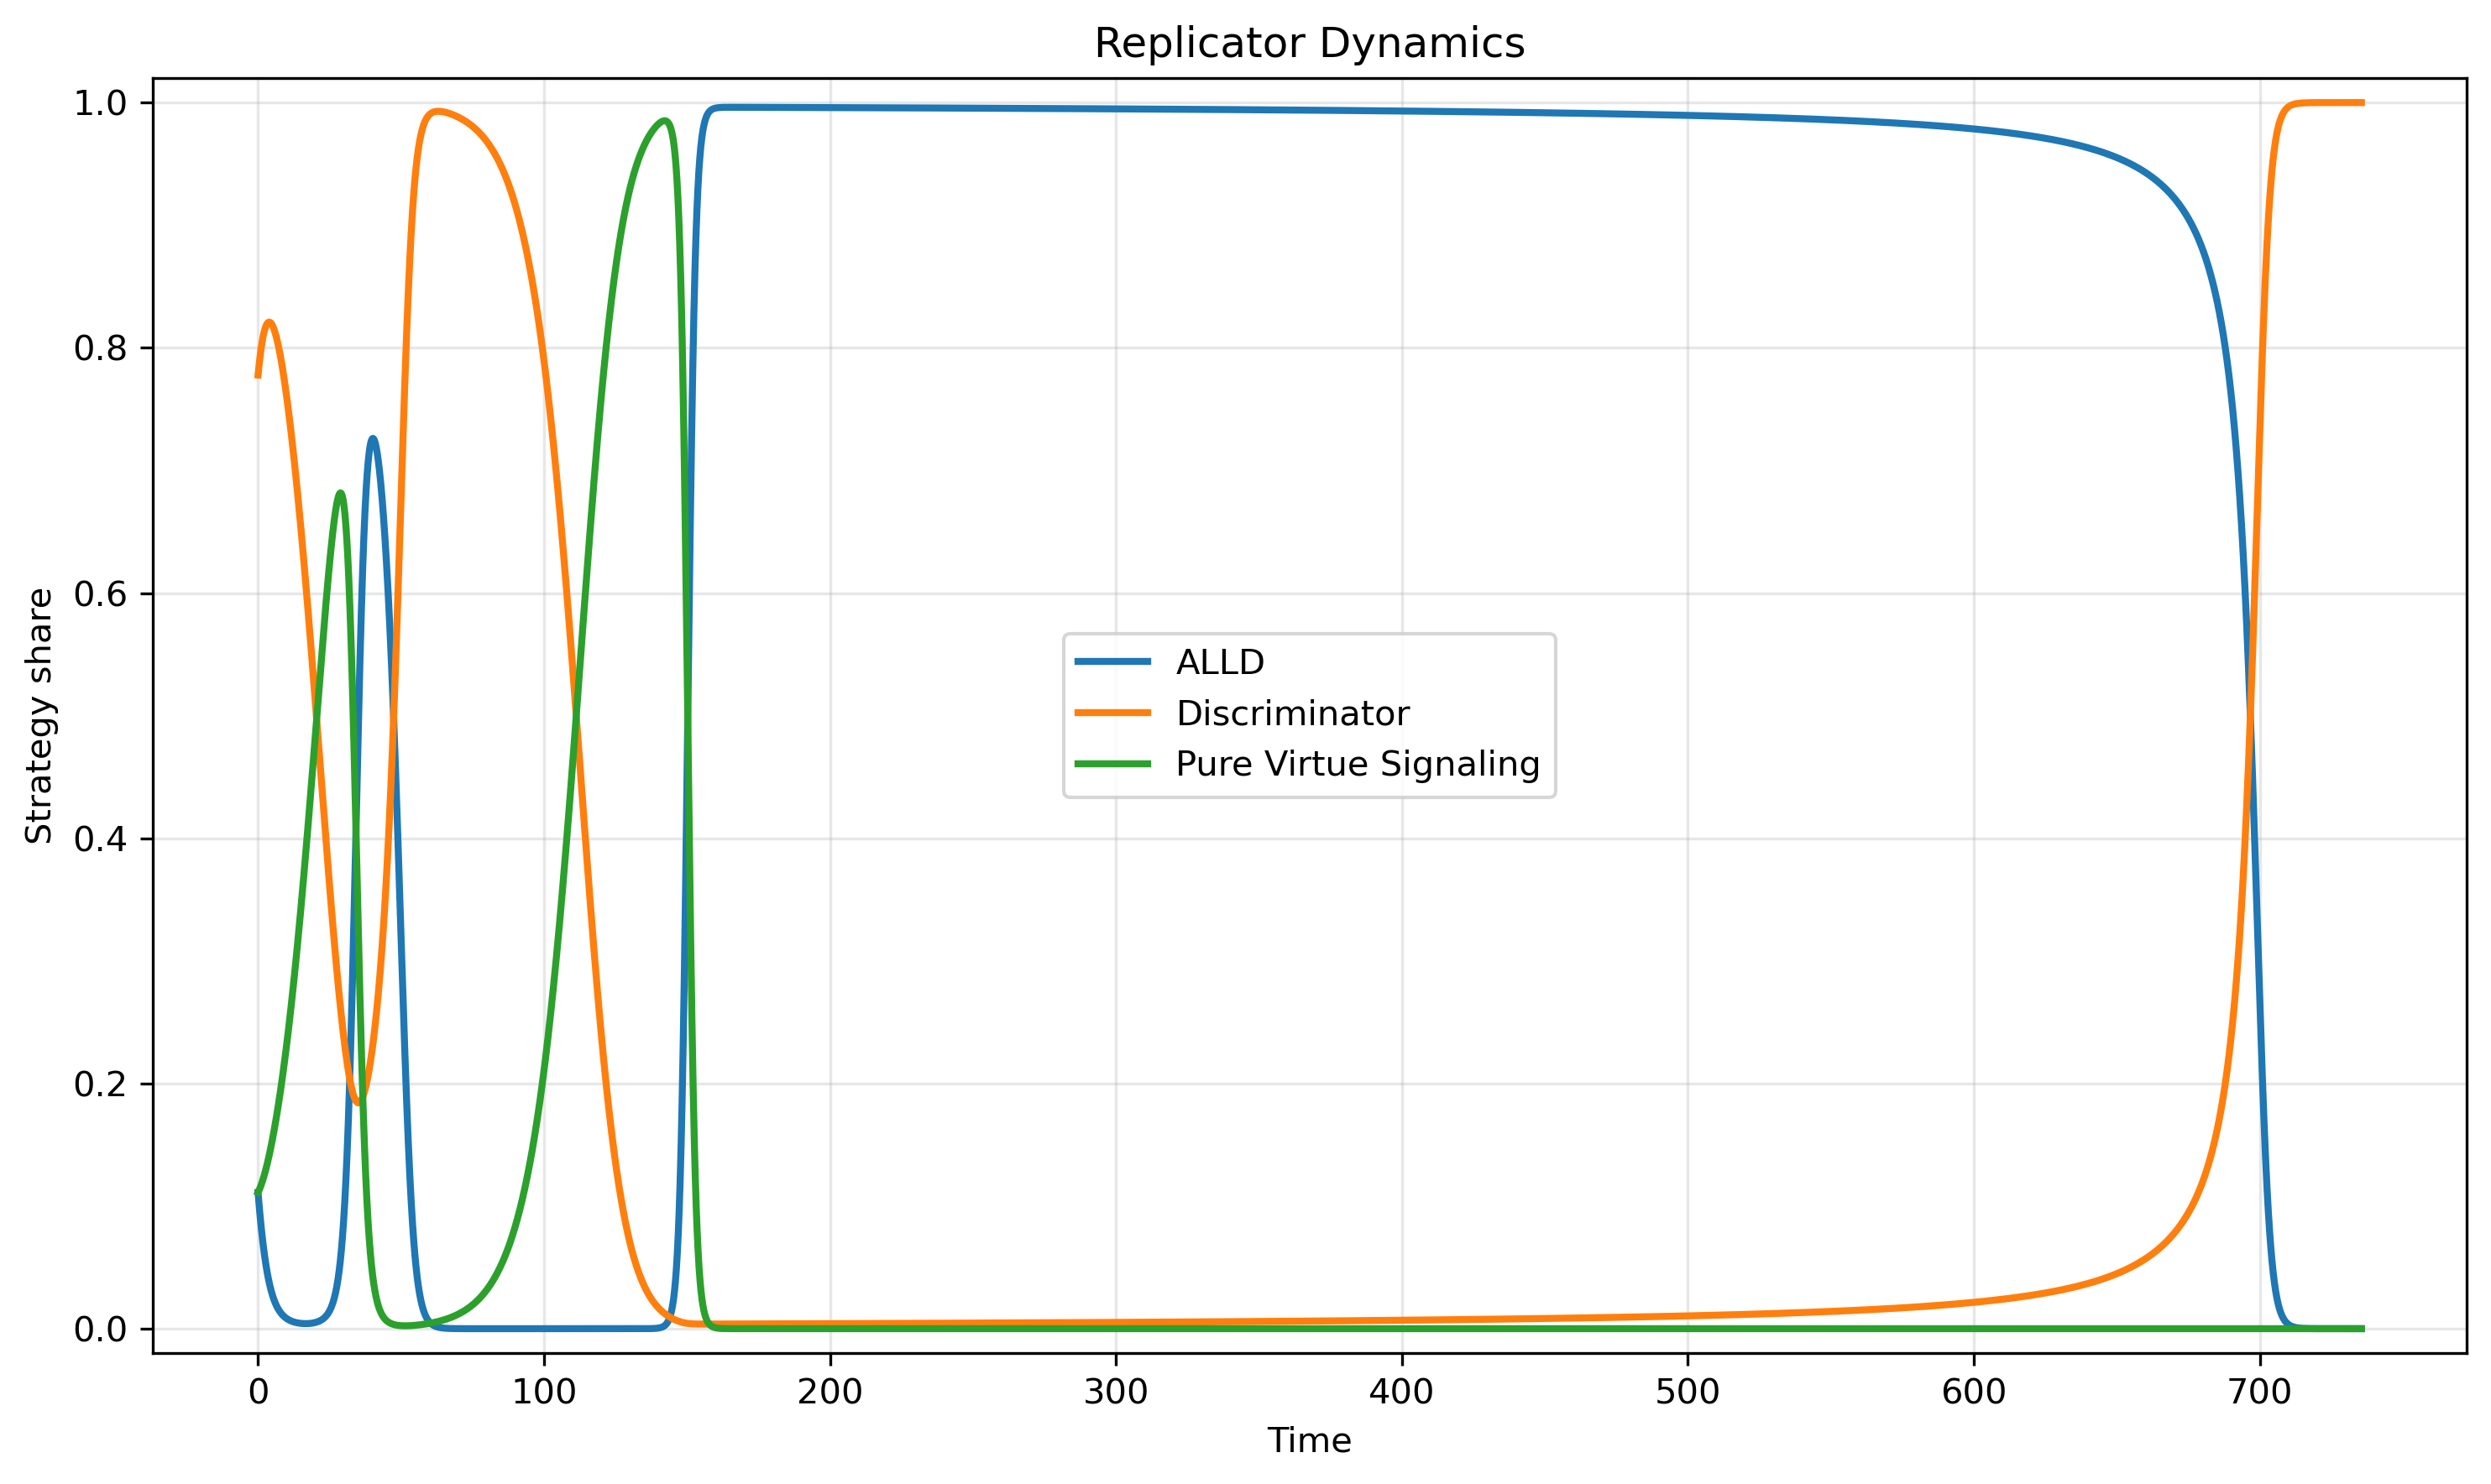 Replicator Dynamics
1.0
0.8
0.6
0.4
0.2
0.0
Strategy share
ALLD
Discriminator
Pure Virtue Signaling
0 100 200 300 400 500 600 700
Time